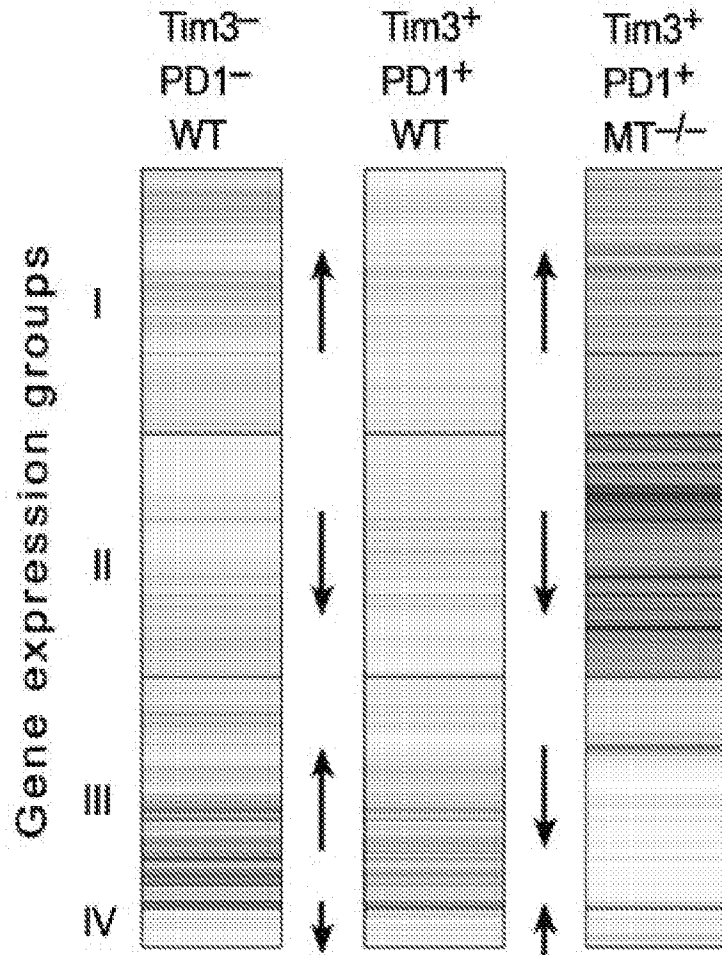 Tim3– Tim3+ Tim3+
PD1– PD1+ PD1+
WT WT MT–/–
Gene expression groups
I
II
III
IV